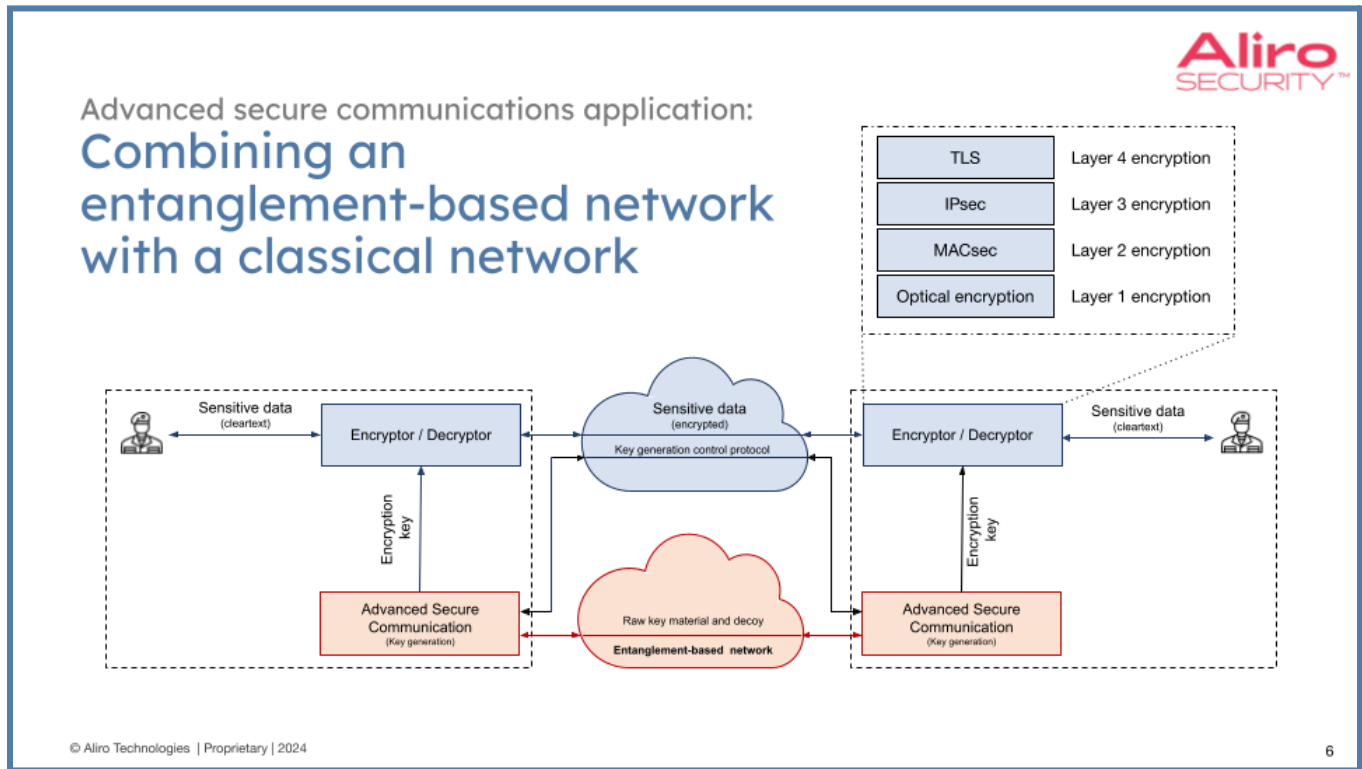 Aliro
SECURITY™
Advanced secure communications application:
Combining an
entanglement-based network
with a classical network
TLS
Layer 4 encryption
IPsec
Layer 3 encryption
MACsec
Layer 2 encryption
Optical encryption
Layer 1 encryption
Sensitive data
(cleartext)
Encryptor / Decryptor
Sensitive data
(encrypted)
Key generation control protocol
Encryptor / Decryptor
Sensitive data
(cleartext)
Encryption
key
Encryption
key
Advanced Secure
Communication
(Key generation)
Raw key material and decoy
Entanglement-based network
Advanced Secure
Communication
(Key generation)
© Aliro Technologies | Proprietary | 2024
6